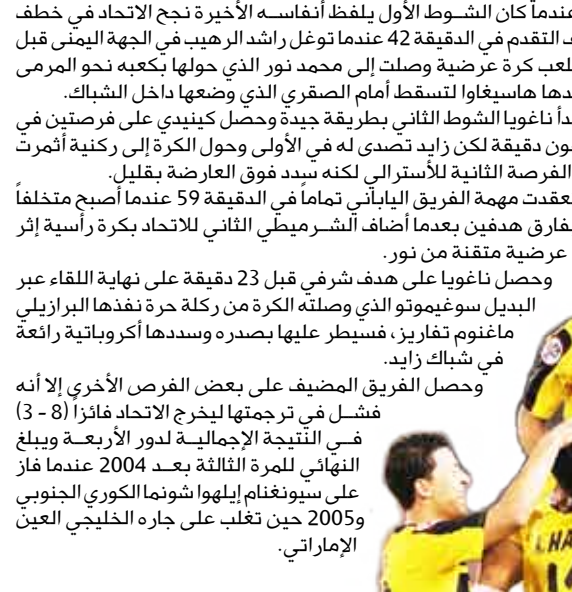 عندما كان الشوط الأول يلفظ أنفاسه الأخيرة نجح الاتحاد في خطف
التقدم في الدقيقة 42 عندما توغل راشد الرهيب في الجهة اليمنى قبل
يلعب كرة عرضية وصلت إلى محمد نور الذي حولها بكعبه نحو المرمى
هاسيغاوا لتسقط أمام الصقري الذي وضعها داخل الشباك.
بدأ ناغويا الشوط الثاني بطريقة جيدة وحصل كينيدي على فرصتين في
دقيقة لكن زايد تصدى له في الأولى وحول الكرة إلى ركنية أثمرت
الفرصة الثانية للأسترالي لكنه سدد فوق العارضة بقليل.
تعقدت مهمة الفريق الياباني تماماً في الدقيقة 59 عندما أصبح متخلفاً
بفارق هدفين بعدما أضاف الشرميطي الثاني للاتحاد بكرة رأسية إثر
عرضية متقنة من نور.
وحصل ناغويا على هدف شرفي قبل 23 دقيقة على نهاية اللقاء عبر
البديل سوغيموتو الذي وصلته الكرة من ركلة حرة نفذها البرازيلي
ماغنوم تفاريز، فسيطر عليها بصدره وسددها أكروباتية رائعة
في شباك زايد.
وحصل الفريق المضيف على بعض الفرص الأخرى إلا أنه
فشل في ترجمتها ليخرج الاتحاد فائزاً (8 - 3)
في النتيجة الإجمالية لدور الأربعة ويبلغ
النهائي للمرة الثالثة بعد 2004 عندما فاز
على سيونغنام إيلهوا شونما الكوري الجنوبي
و2005 حين تغلب على جاره الخليجي العين
الإماراتي.